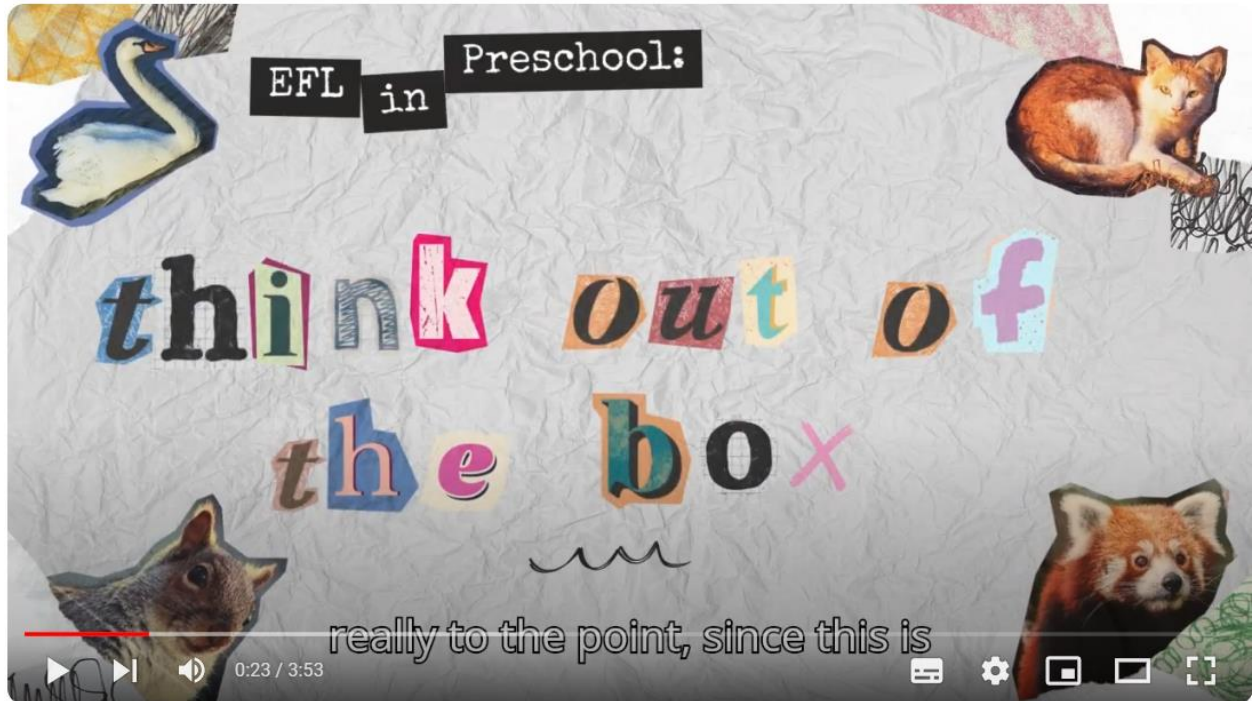 EFL in Preschool:
think out of
the box
really to the point, since this is
0:23 / 3:53